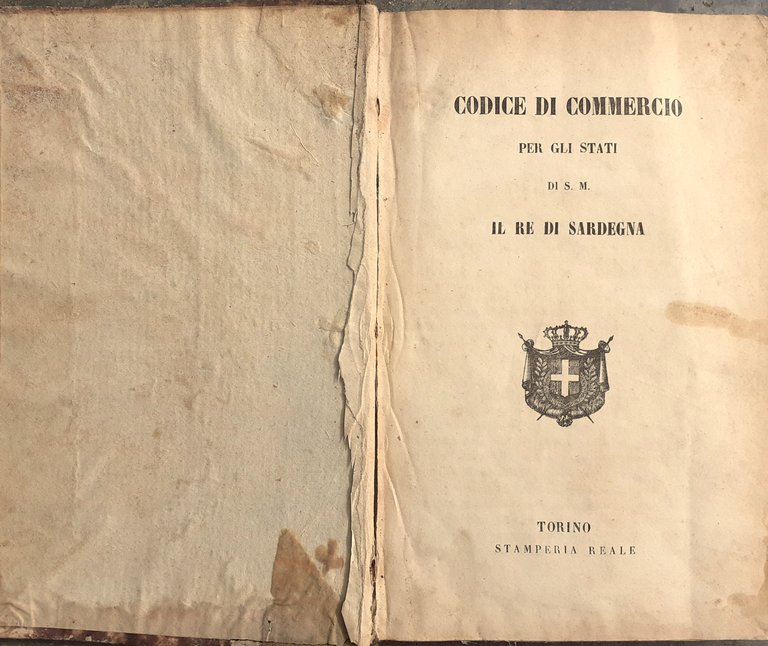 CODICE DI COMMERCIO
PER GLI STATI
DI S. M.
IL RE DI SARDEGNA
TORINO
STAMPERIA REALE